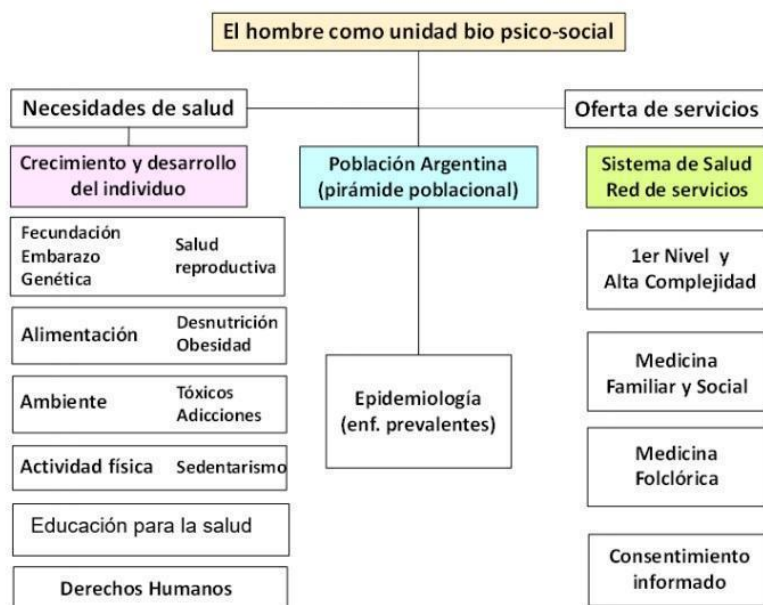 El hombre como unidad bio psico-social
Necesidades de salud
Oferta de servicios
Crecimiento y desarrollo
del individuo
Población Argentina
(pirámide poblacional)
Sistema de Salud
Red de servicios
Fecundación
Embarazo
Genética
Salud
reproductiva
Alimentación
Desnutrición
Obesidad
Ambiente
Tóxicos
Adicciones
Actividad física
Sedentarismo
Educación para la salud
Derechos Humanos
Epidemiología
(enf. prevalentes)
1er Nivel y
Alta Complejidad
Medicina
Familiar y Social
Medicina
Folclórica
Consentimiento
informado